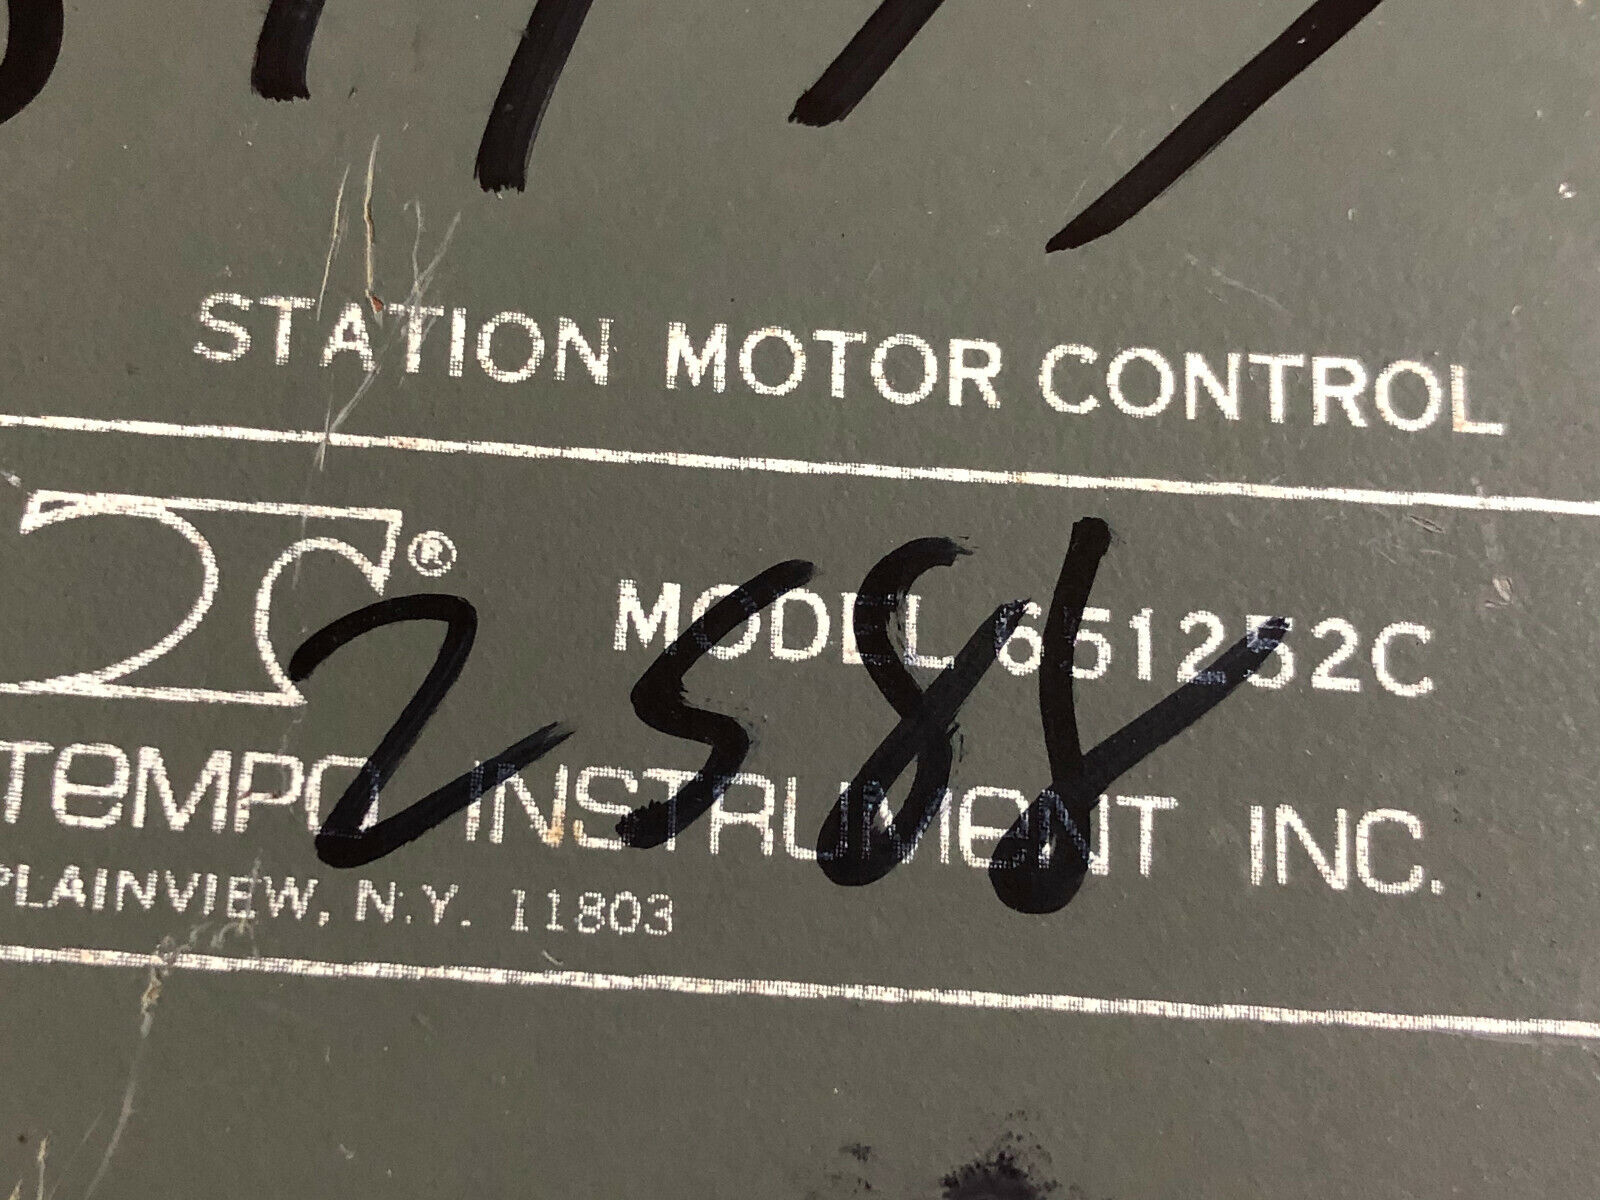 STATION MOTOR CONTROL
®
MODEL 651252C
2588
TEMPO INSTRUMENT INC.
PLAINVIEW, N.Y. 11803